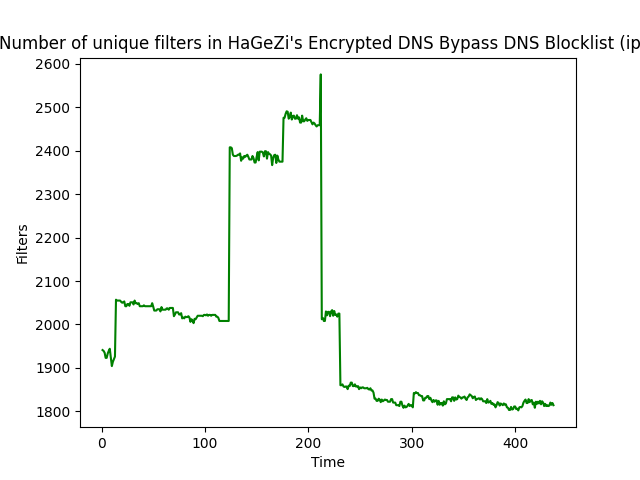 Number of unique filters in HaGeZi's Encrypted DNS Bypass DNS Blocklist (ip
2600
2500
2400
2300
2200
2100
2000
1900
1800
Filters
0 100 200 300 400
Time